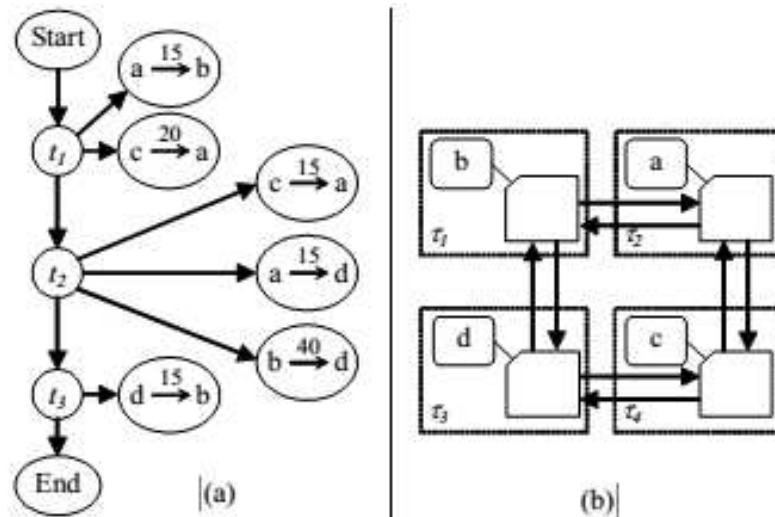 Start
a 15→ b
t1
c 20→ a
c 15→ a
t2
a 15→ d
b 40→ d
t3
d 15→ b
End
|(a)
b
a
τ1
τ2
d
c
τ3
τ4
(b)|